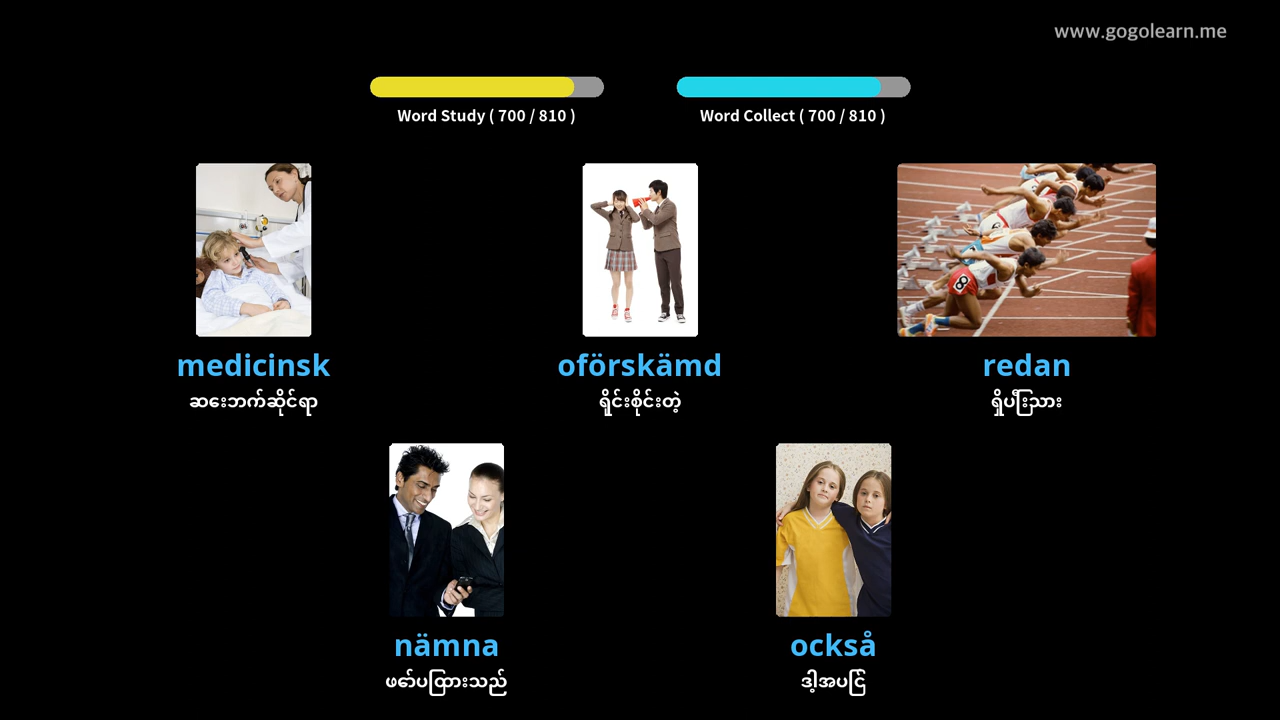 www.gogolearn.me
Word Study ( 700 / 810 )
Word Collect ( 700 / 810 )
medicinsk
ဆေးဘက်ဆိုင်ရာ
oförskämd
ရိုင်းစိုင်းတဲ့
redan
ရှိပြီးသား
nämna
ဖော်ပြထားသည်
också
ဒါ့အပြင်